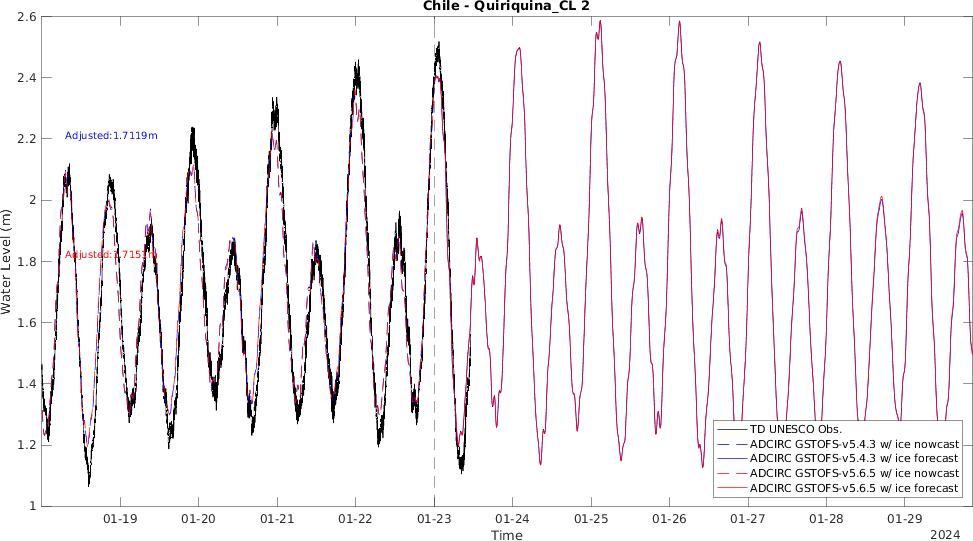 Chile - Quiriquina_CL 2
2.6
2.4
2.2
2
1.8
1.6
1.4
1.2
1
Water Level (m)
Adjusted:1.7119m
Adjusted:1.7151m
TD UNESCO Obs.
ADCIRC GSTOFS-v5.4.3 w/ ice nowcast
ADCIRC GSTOFS-v5.4.3 w/ ice forecast
ADCIRC GSTOFS-v5.6.5 w/ ice nowcast
ADCIRC GSTOFS-v5.6.5 w/ ice forecast
01-19 01-20 01-21 01-22 01-23 01-24 01-25 01-26 01-27 01-28 01-29
Time
2024